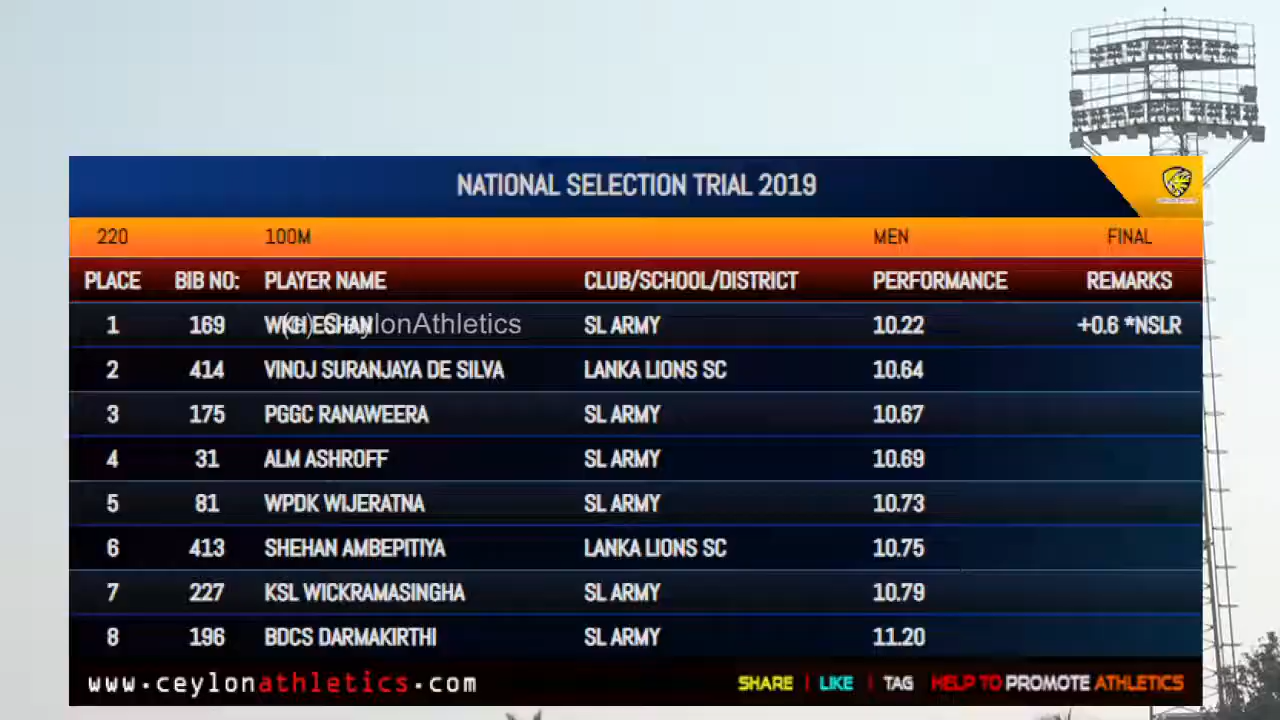 NATIONAL SELECTION TRIAL 2019
220 100M MEN FINAL
PLACE BIB NO: PLAYER NAME CLUB/SCHOOL/DISTRICT PERFORMANCE REMARKS
1 169 WKH ESHAN (c) CeylonAthletics SL ARMY 10.22 +0.6 *NSLR
2 414 VINOJ SURANJAYA DE SILVA LANKA LIONS SC 10.64
3 175 PGGC RANAWEERA SL ARMY 10.67
4 31 ALM ASHROFF SL ARMY 10.69
5 81 WPDK WIJERATNA SL ARMY 10.73
6 413 SHEHAN AMBEPITIYA LANKA LIONS SC 10.75
7 227 KSL WICKRAMASINGHA SL ARMY 10.79
8 196 BDCS DARMAKIRTHI SL ARMY 11.20
www.ceylonathletics.com SHARE | LIKE | TAG HELP TO PROMOTE ATHLETICS